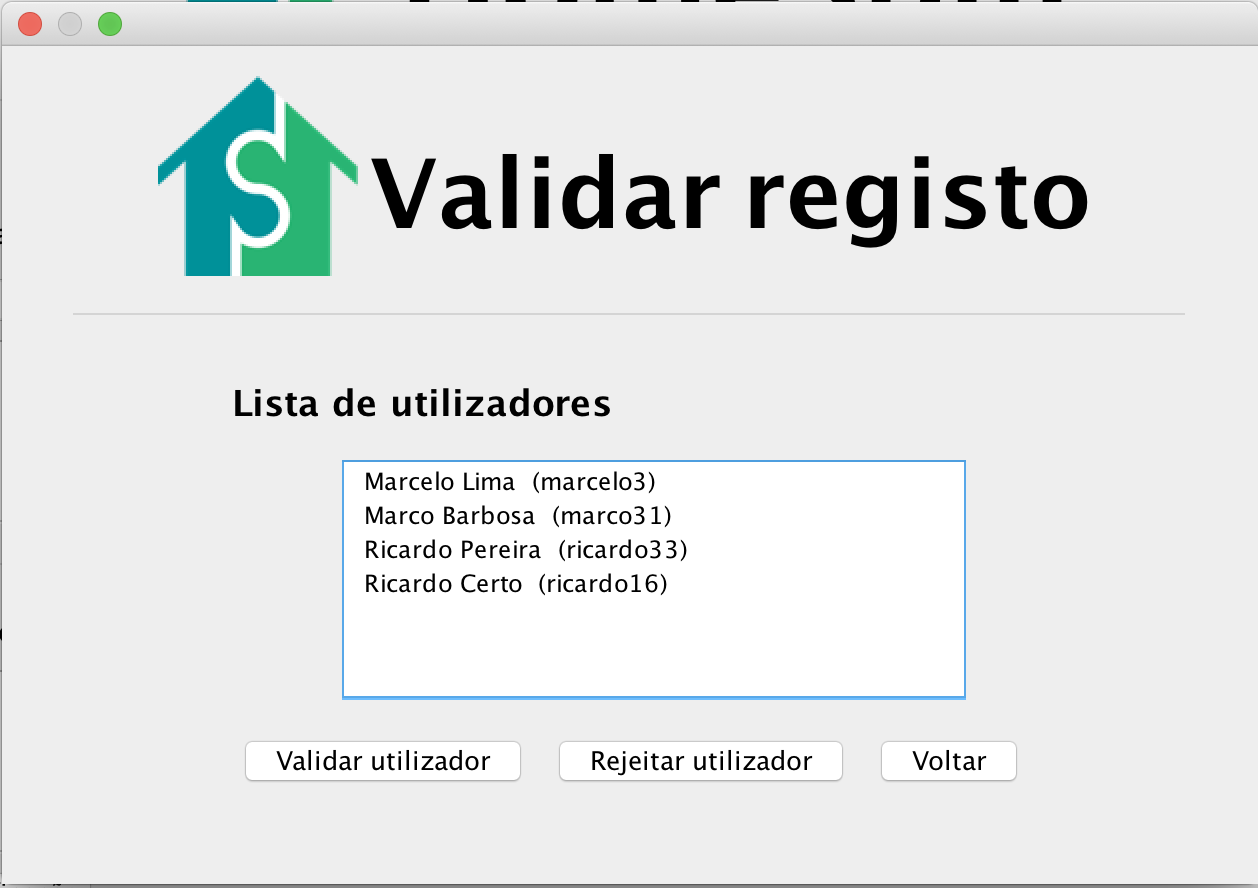 Validar registo
Lista de utilizadores
Marcelo Lima (marcelo3)
Marco Barbosa (marco31)
Ricardo Pereira (ricardo33)
Ricardo Certo (ricardo16)
Validar utilizador Rejeitar utilizador Voltar